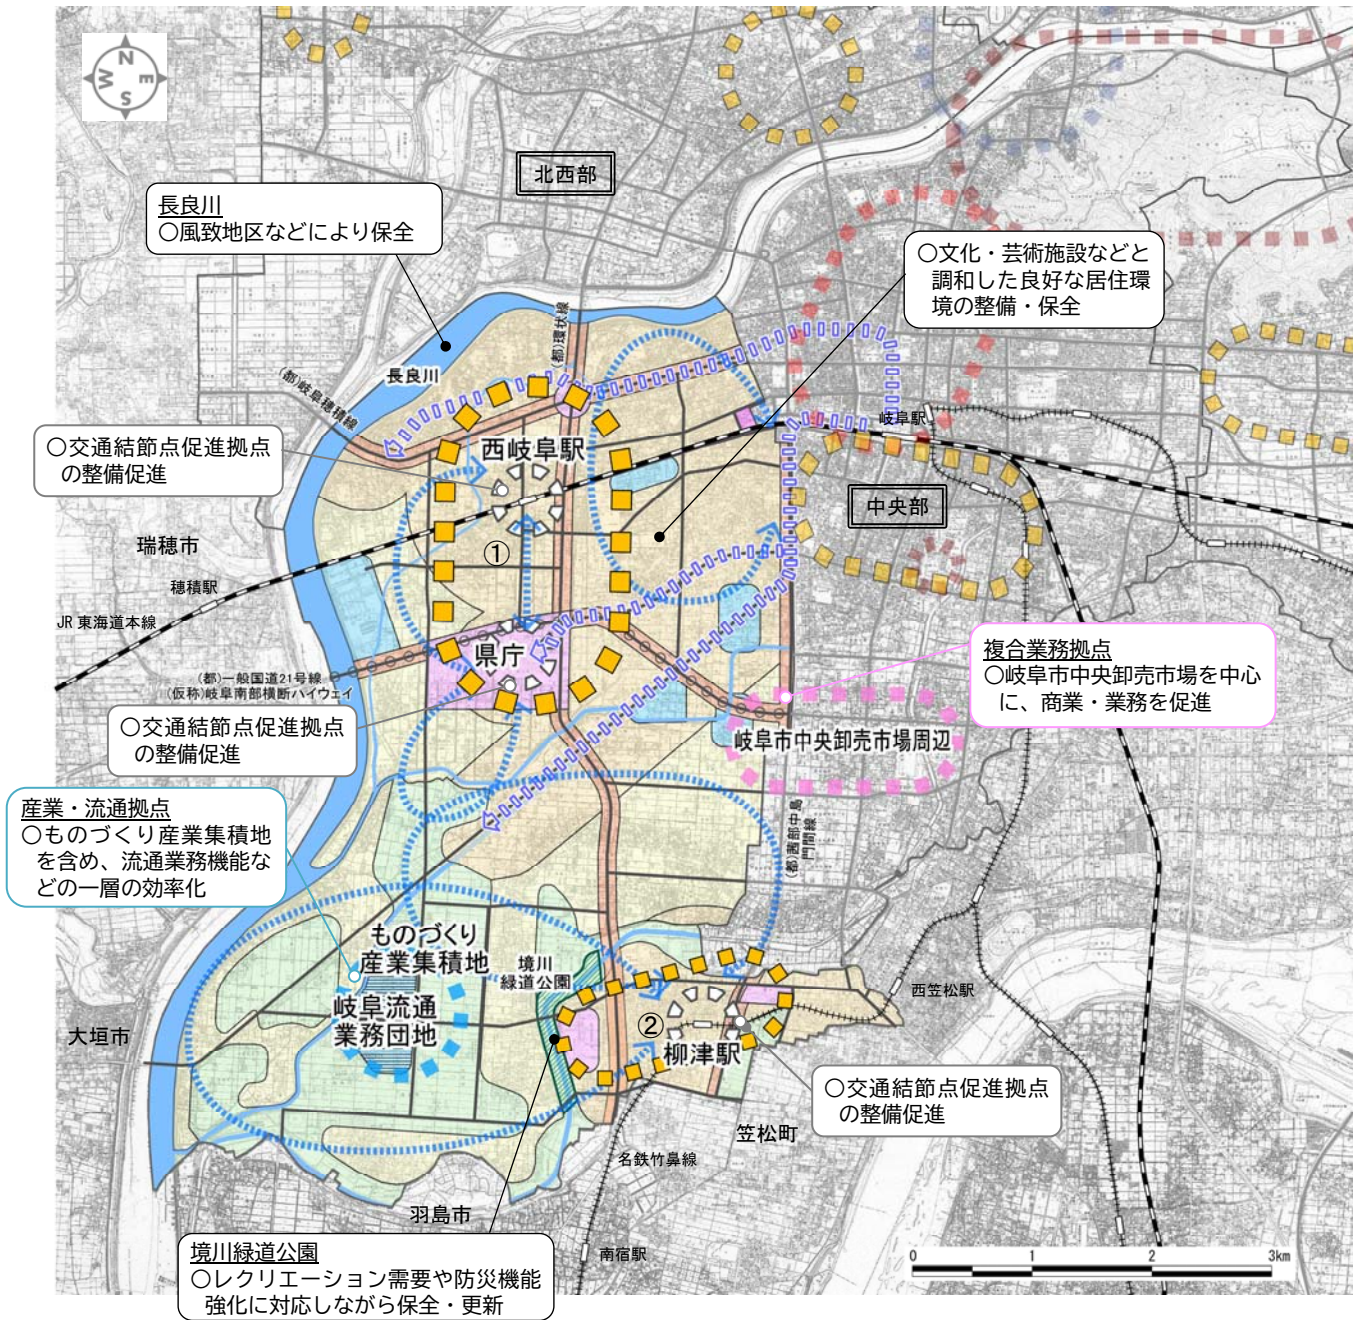 N
W
E
S
北西部
長良川
○風致地区などにより保全
○文化・芸術施設などと
調和した良好な居住環
境の整備・保全
(都)環状線
長良川
(都)岐阜穂積線
岐阜駅
○交通結節点促進拠点
の整備促進
西岐阜駅
中央部
①
瑞穂市
穂積駅
JR東海道本線
県庁
複合業務拠点
○岐阜市中央卸売市場を中心
に、商業・業務を促進
(都)一般国道21号線
(仮称)岐阜南部横断ハイウェイ
○交通結節点促進拠点
の整備促進
岐阜市中央卸売市場周辺
産業・流通拠点
○ものづくり産業集積地
を含め、流通業務機能な
どの一層の効率化
(都)茜部中島
門間線
ものづくり
産業集積地
境川
緑道公園
岐阜流通
業務団地
西笠松駅
大垣市
②
柳津駅
○交通結節点促進拠点
の整備促進
笠松町
名鉄竹鼻線
羽島市
南宿駅
境川緑道公園
○レクリエーション需要や防災機能
強化に対応しながら保全・更新
0
1
2
3km